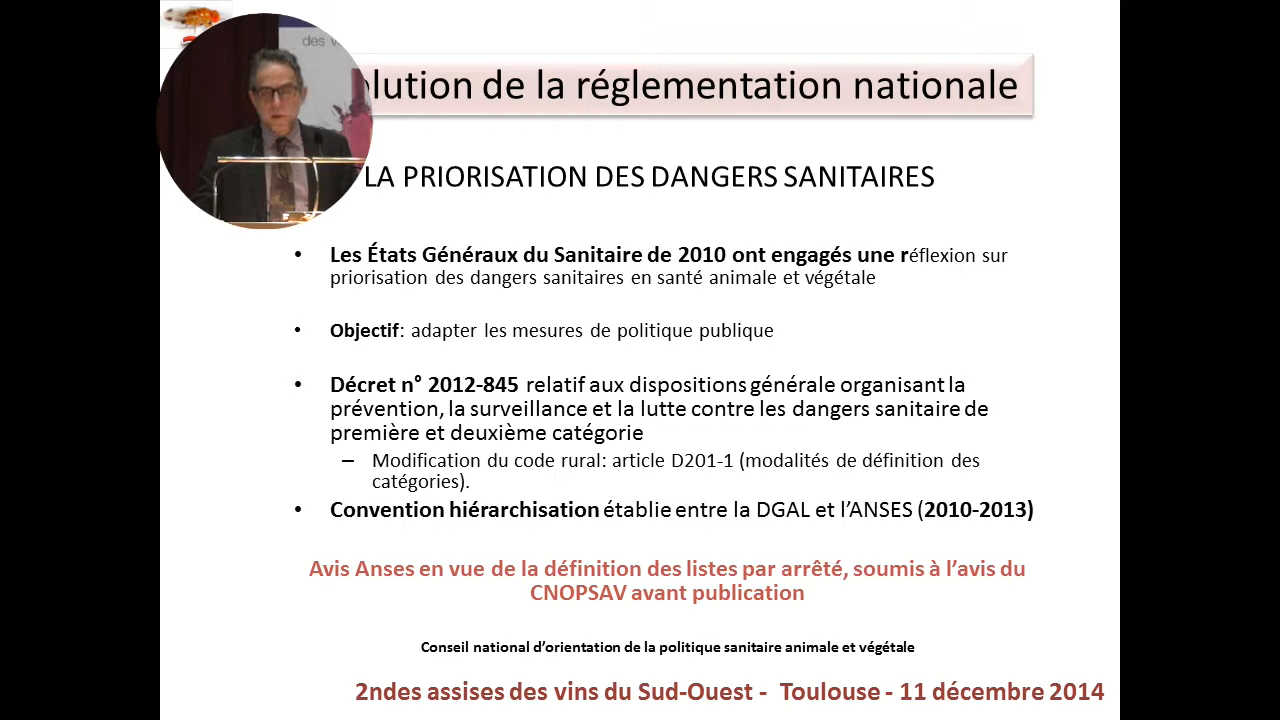 des
lution de la réglementation nationale
LA PRIORISATION DES DANGERS SANITAIRES
• Les États Généraux du Sanitaire de 2010 ont engagés une réflexion sur
priorisation des dangers sanitaires en santé animale et végétale
• Objectif: adapter les mesures de politique publique
• Décret n° 2012-845 relatif aux dispositions générale organisant la
prévention, la surveillance et la lutte contre les dangers sanitaire de
première et deuxième catégorie
– Modification du code rural: article D201-1 (modalités de définition des
catégories).
• Convention hiérarchisation établie entre la DGAL et l’ANSES (2010-2013)
Avis Anses en vue de la définition des listes par arrêté, soumis à l’avis du
CNOPSAV avant publication
Conseil national d’orientation de la politique sanitaire animale et végétale
2ndes assises des vins du Sud-Ouest - Toulouse - 11 décembre 2014